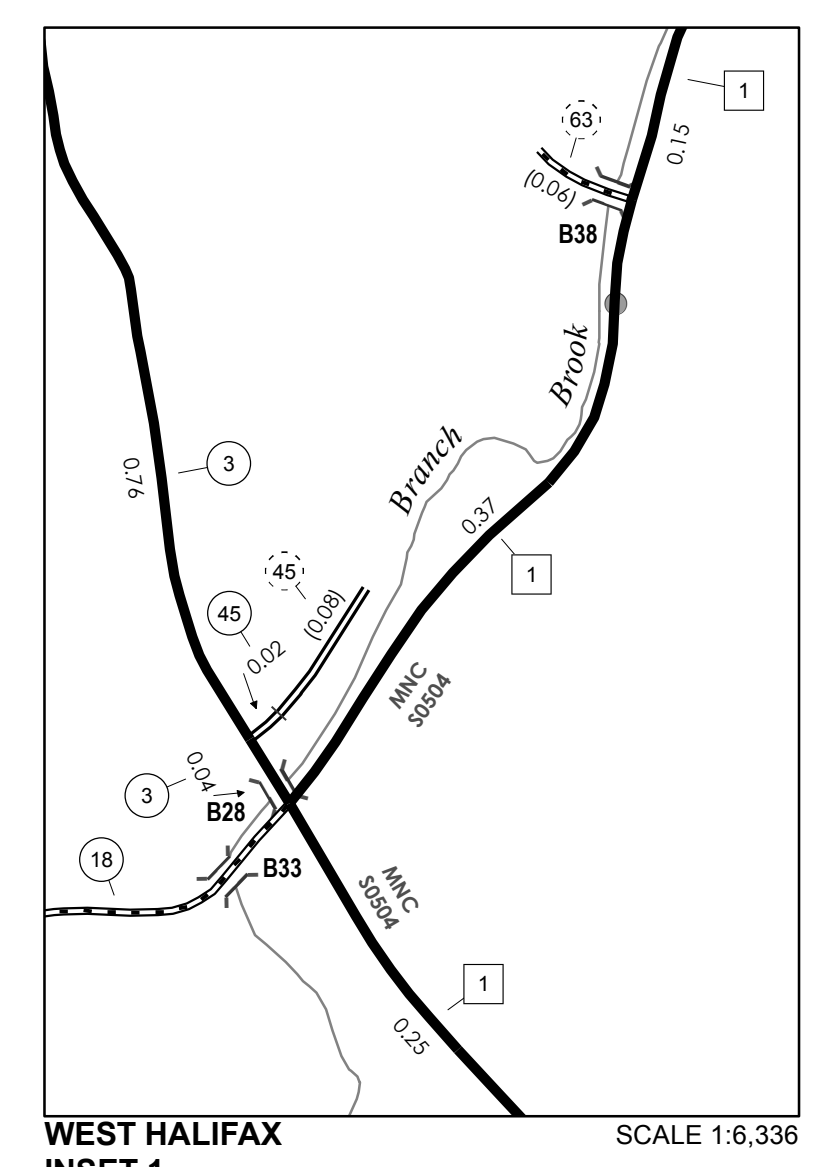 1
63
0.15
(0.06)
B38
Brook
Branch
3
0.76
0.37
1
45
45
(0.08)
0.02
MNC
S0504
0.04
3
B28
18
B33
MNC
S0504
1
0.25
WEST HALIFAX
SCALE 1:6,336
INSET 1